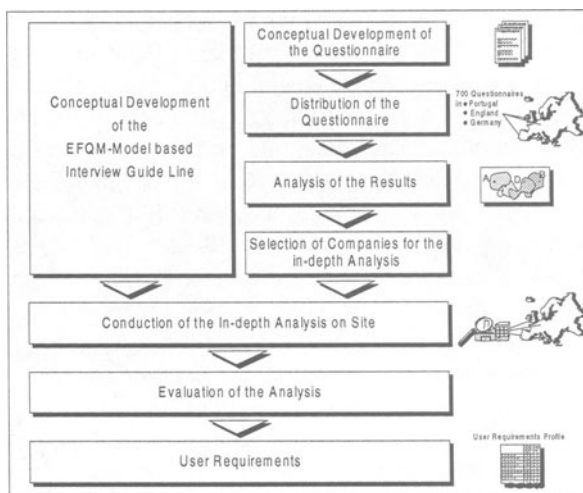 Conceptual Development of
the Questionnaire
Conceptual Development
of the
EFQM-Model based
Interview Guide Line
700 Questionnaires
in • Portugal
• England
• Germany
Distribution of the
Questionnaire
Analysis of the Results
A
Selection of Companies for the
in-depth Analysis
Conduction of the In-depth Analysis on Site
Evaluation of the Analysis
User Requirements
User Requirements Profile